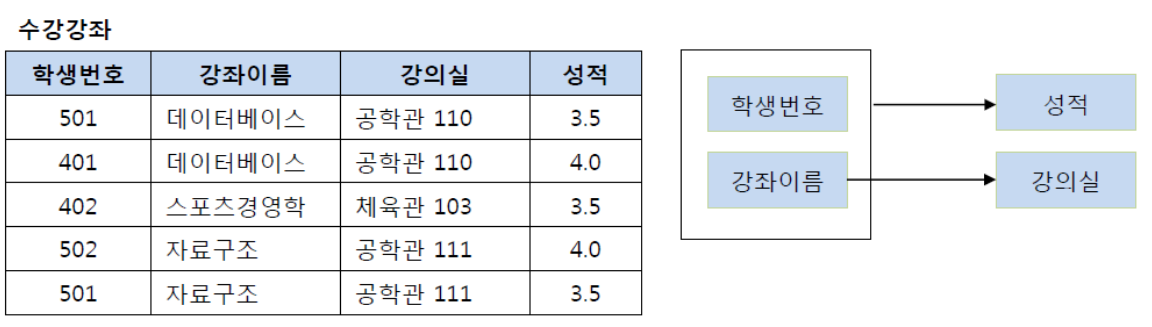 수강강좌
학생번호 강좌이름 강의실 성적
501 데이터베이스 공학관 110 3.5
401 데이터베이스 공학관 110 4.0
402 스포츠경영학 체육관 103 3.5
502 자료구조 공학관 111 4.0
501 자료구조 공학관 111 3.5
학생번호 성적
강좌이름 강의실